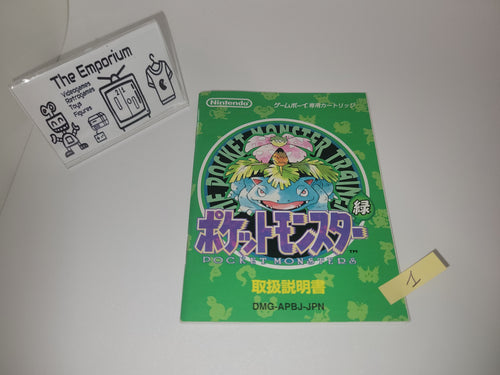 The Emporium
Videogames
Retrogames
Toys
Figures
Nintendo
ゲームボーイ専用カートリッジ
THE POCKET MONSTER TRAINER
ポケットモンスター
緑
TM
POCKET MONSTERS
取扱説明書
DMG-APBJ-JPN
1